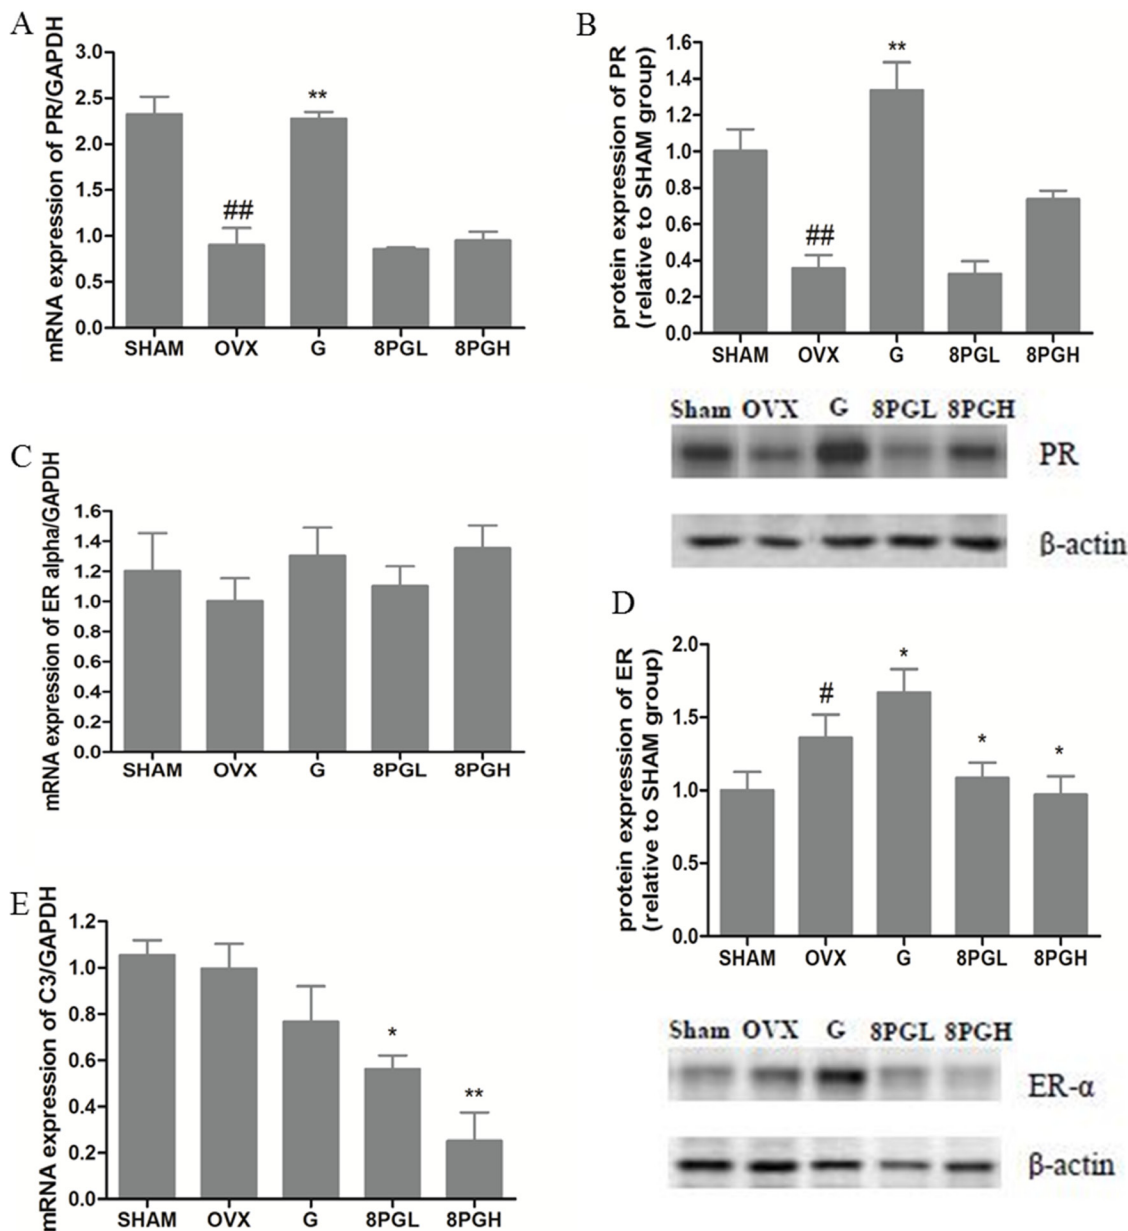 A
mRNA expression of PR/GAPDH
3.0
2.5
2.0
1.5
1.0
0.5
0.0
##
**
SHAM OVX G 8PGL 8PGH
B
protein expression of PR
(relative to SHAM group)
1.6
1.4
1.2
1.0
0.8
0.6
0.4
0.2
0.0
##
**
SHAM OVX G 8PGL 8PGH
Sham OVX G 8PGL 8PGH
PR
β-actin
C
mRNA expression of ER alpha/GAPDH
1.6
1.4
1.2
1.0
0.8
0.6
0.4
0.2
0.0
SHAM OVX G 8PGL 8PGH
D
protein expression of ER
(relative to SHAM group)
2.0
1.5
1.0
0.5
0.0
#
*
*
*
SHAM OVX G 8PGL 8PGH
Sham OVX G 8PGL 8PGH
ER-α
β-actin
E
mRNA expression of C3/GAPDH
1.2
1.0
0.8
0.6
0.4
0.2
0.0
*
**
SHAM OVX G 8PGL 8PGH